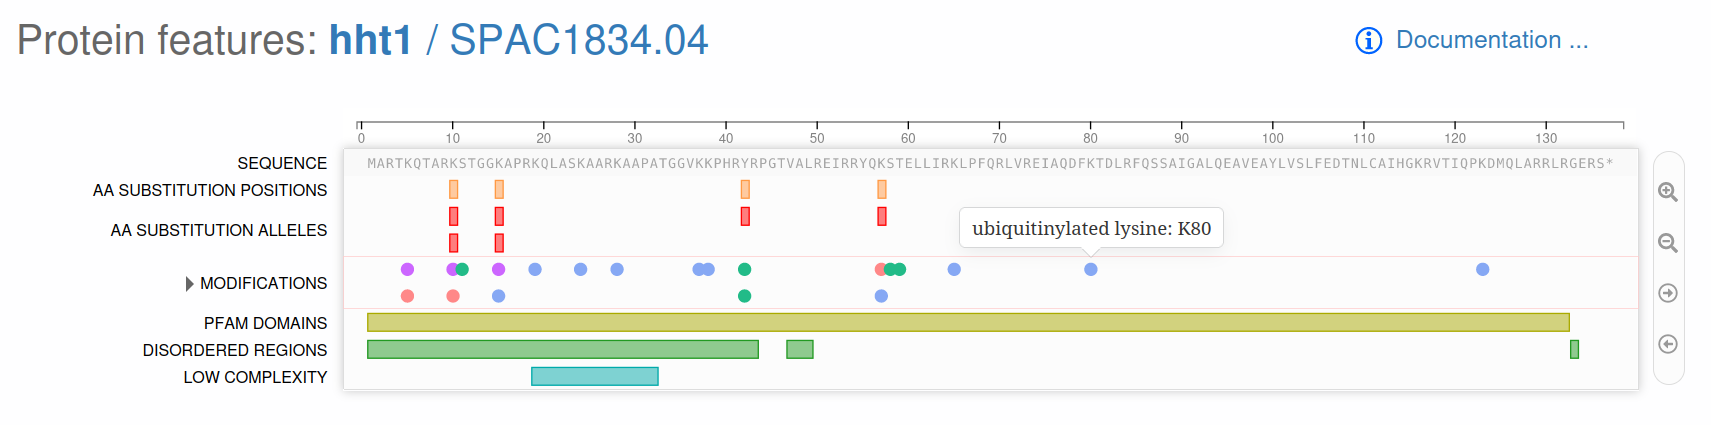 Protein features: hht1 / SPAC1834.04
Documentation ...
0 10 20 30 40 50 60 70 80 90 100 110 120 130
SEQUENCE
MARTKQTARKSTGGKAPRKQLASKAARKAAPATGGVKKPHRYRPGTVALREIRRYQKSTELLIRKLPFQRLVREIAQDFKTDLRFQSSAIGALQEAVEAYLVSLFEDTNLCAIHGKRVTIQPKDMQLARRLRGERS*
AA SUBSTITUTION POSITIONS
AA SUBSTITUTION ALLELES
ubiquitinylated lysine: K80
MODIFICATIONS
PFAM DOMAINS
DISORDERED REGIONS
LOW COMPLEXITY